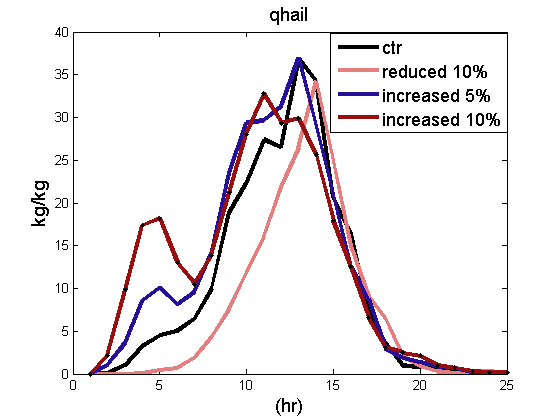 qhail
ctr
reduced 10%
increased 5%
increased 10%
kg/kg
40
35
30
25
20
15
10
5
0
0 5 10 15 20 25
(hr)